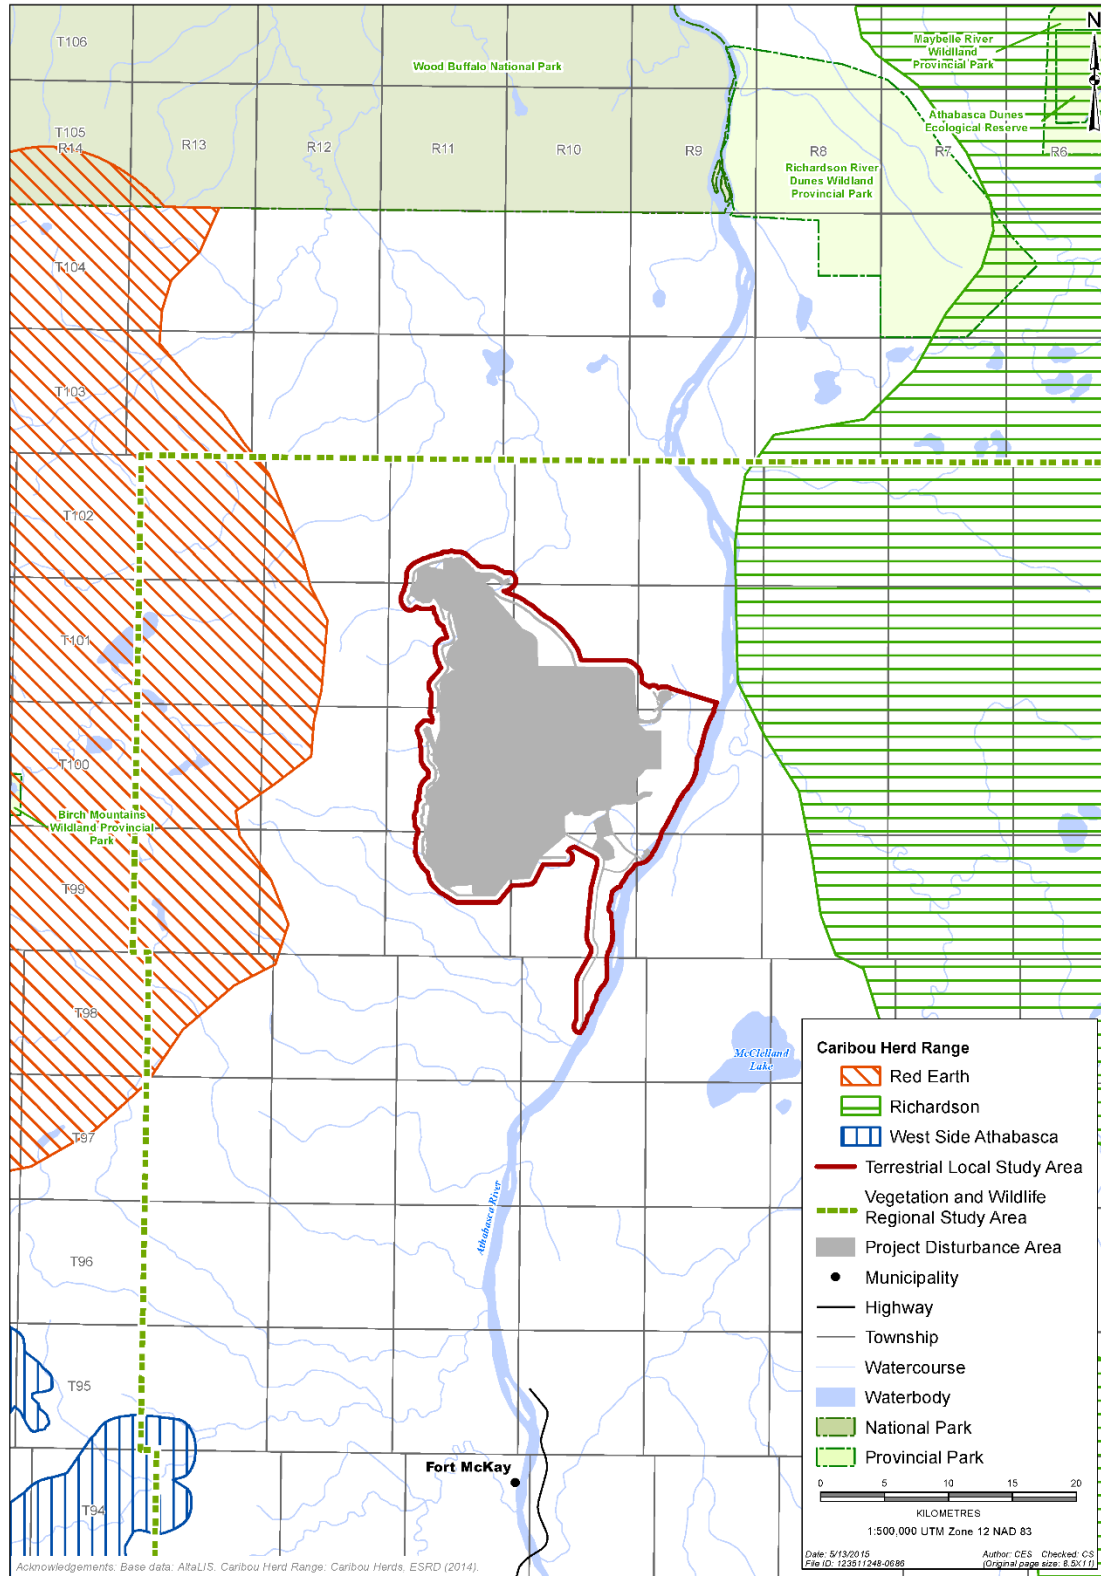 T106
Wood Buffalo National Park
Maybelle River
Wildland
Provincial Park
N
Athabasca Dunes
Ecological Reserve
T105
R14
R13
R12
R11
R10
R9
R8
R7
R6
Richardson River
Dunes Wildland
Provincial Park
T104
T103
T102
T101
T100
Birch Mountains
Wildland Provincial
Park
T99
T98
McClelland
Lake
T97
Athabasca River
T96
T95
Fort McKay
T94
Caribou Herd Range
Red Earth
Richardson
West Side Athabasca
Terrestrial Local Study Area
Vegetation and Wildlife
Regional Study Area
Project Disturbance Area
Municipality
Highway
Township
Watercourse
Waterbody
National Park
Provincial Park
0 5 10 15 20
KILOMETRES
1:500,000 UTM Zone 12 NAD 83
Date: 5/13/2015 Author: CES Checked: CS
File ID: 123511248-0686 (Original page size: 8.5X11)
Acknowledgements: Base data: AltaLIS. Caribou Herd Range: Caribou Herds, ESRD (2014).